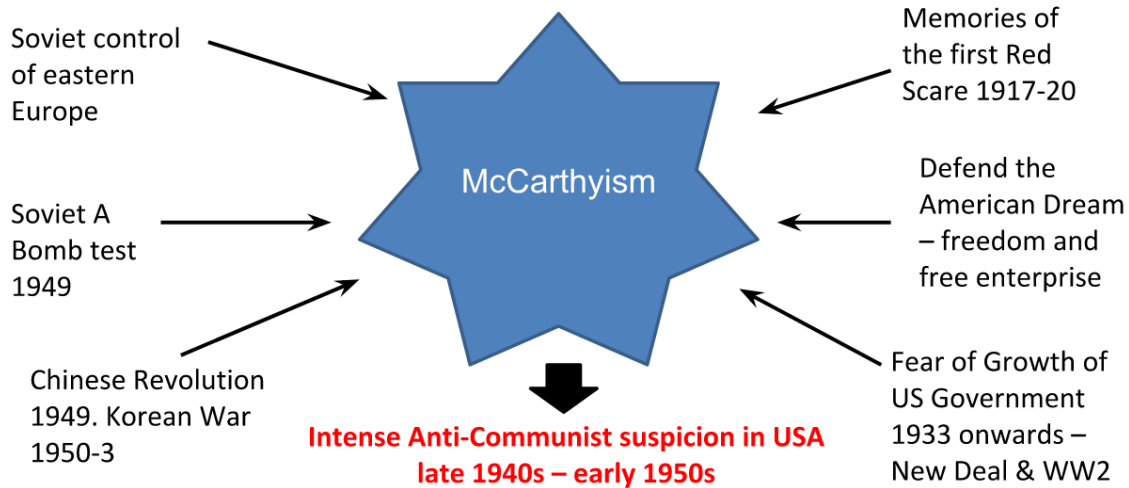 Soviet control
of eastern
Europe
Memories of
the first Red
Scare 1917-20
McCarthyism
Soviet A
Bomb test
1949
Defend the
American Dream
– freedom and
free enterprise
Chinese Revolution
1949. Korean War
1950-3
Fear of Growth of
US Government
1933 onwards –
New Deal & WW2
Intense Anti-Communist suspicion in USA
late 1940s – early 1950s